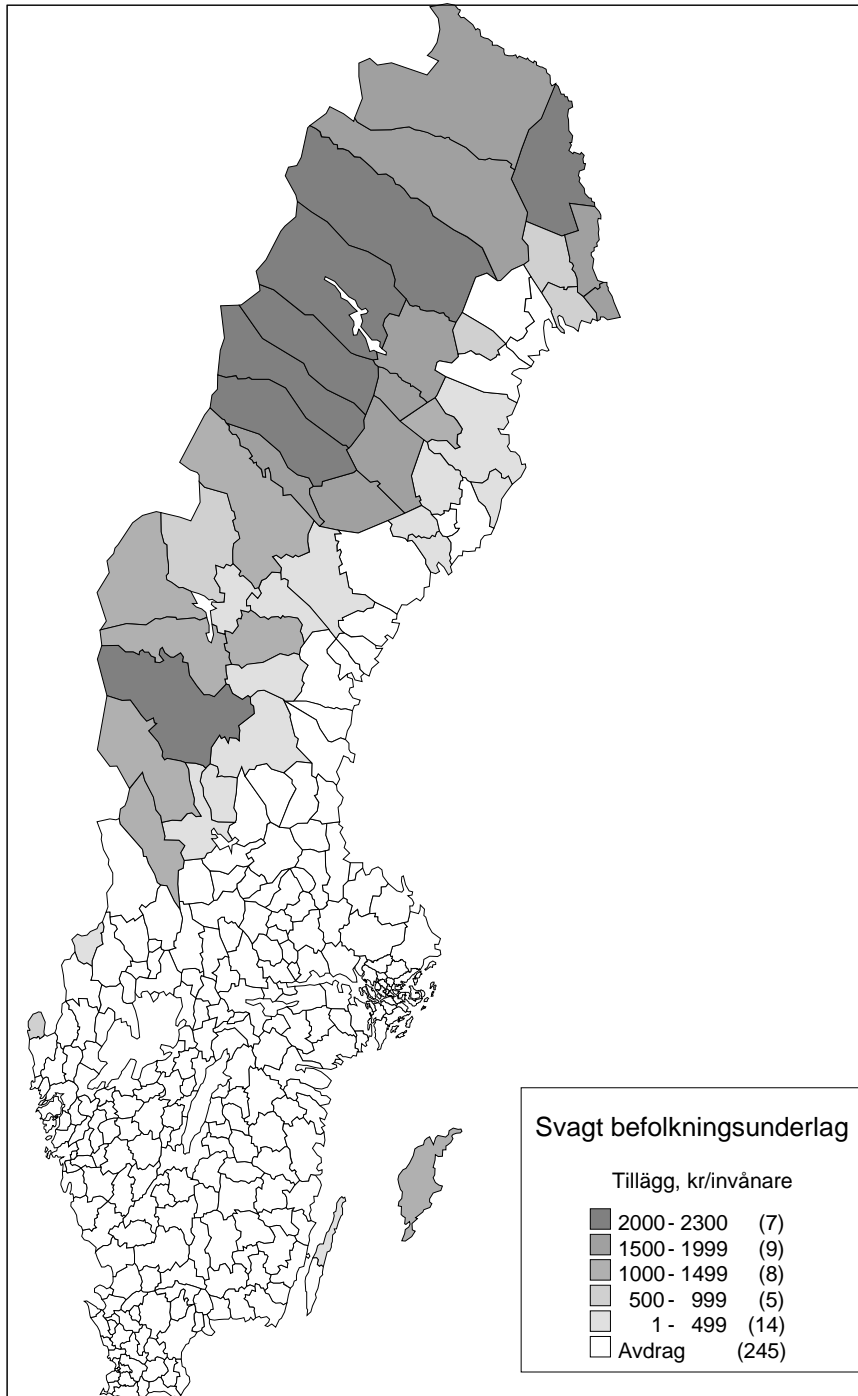 Svagt befolkningsunderlag
Tillägg, kr/invånare
2000 - 2300 (7)
1500 - 1999 (9)
1000 - 1499 (8)
500 - 999 (5)
1 - 499 (14)
Avdrag (245)